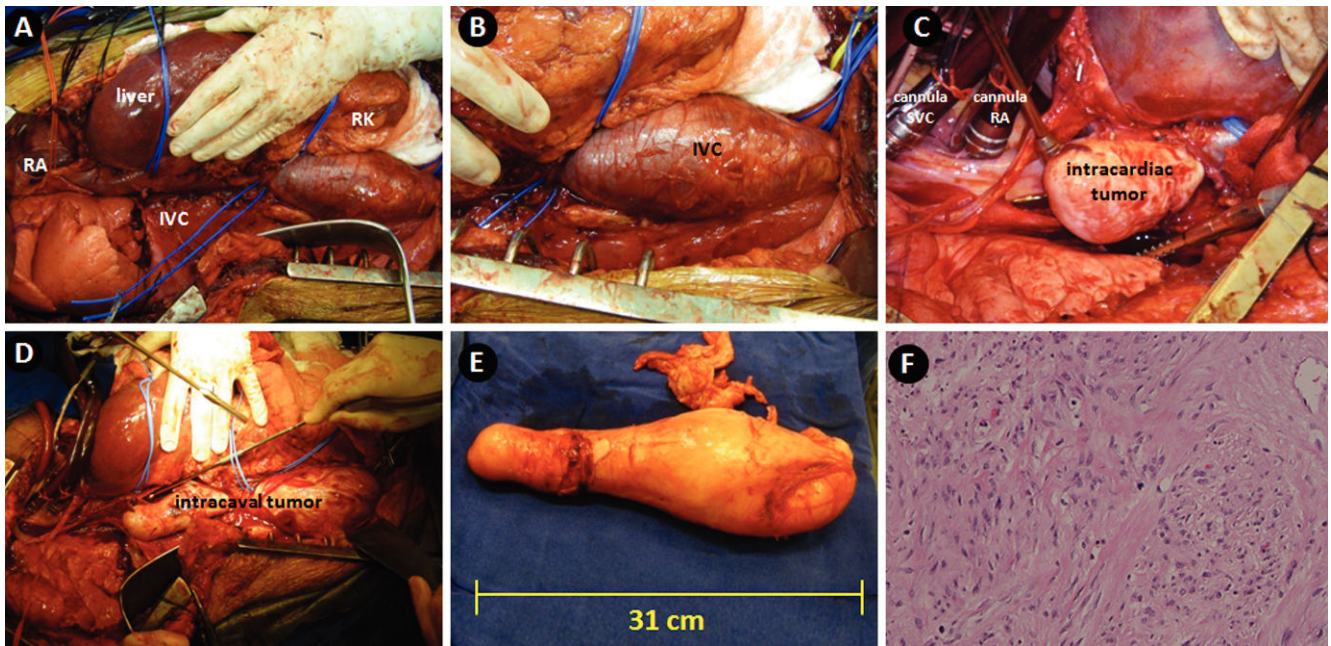 A
liver
RK
RA
IVC
B
IVC
C
cannula
SVC
cannula
RA
intracardiac
tumor
D
intracaval tumor
E
31 cm
F